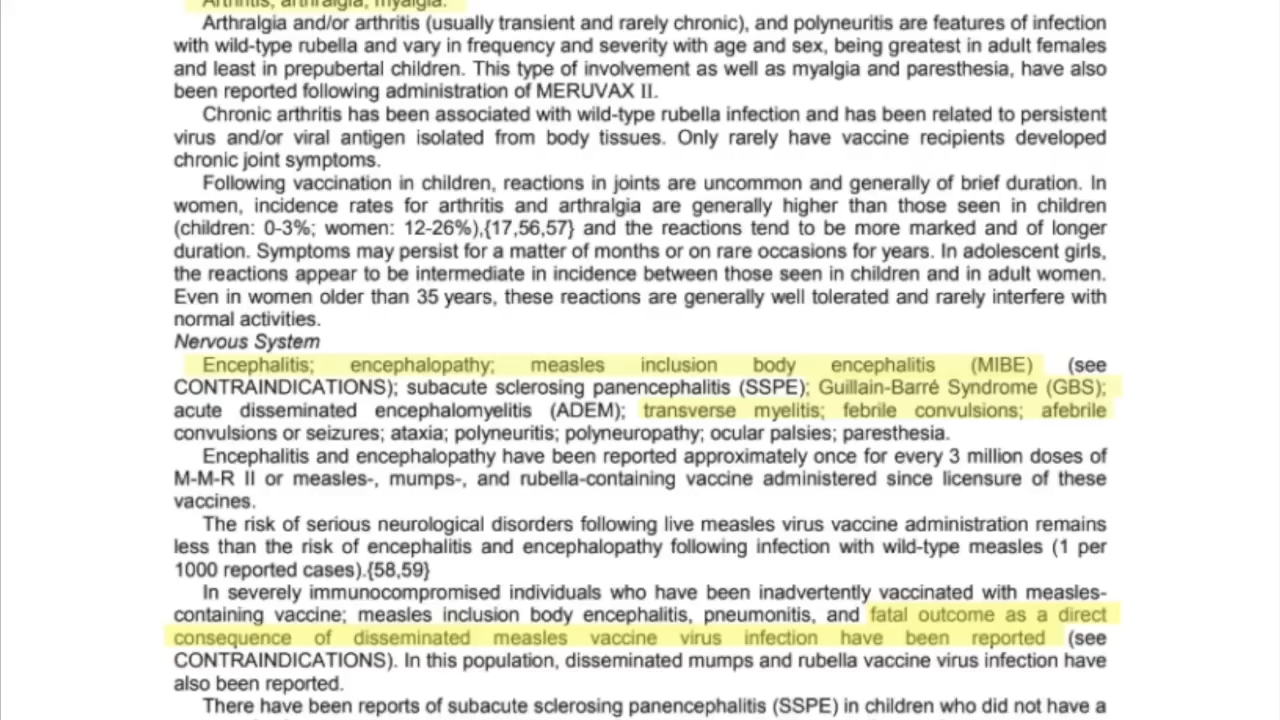 Arthritis; arthralgia; myalgia.
Arthralgia and/or arthritis (usually transient and rarely chronic), and polyneuritis are features of infection
with wild-type rubella and vary in frequency and severity with age and sex, being greatest in adult females
and least in prepubertal children. This type of involvement as well as myalgia and paresthesia, have also
been reported following administration of MERUVAX II.
Chronic arthritis has been associated with wild-type rubella infection and has been related to persistent
virus and/or viral antigen isolated from body tissues. Only rarely have vaccine recipients developed
chronic joint symptoms.
Following vaccination in children, reactions in joints are uncommon and generally of brief duration. In
women, incidence rates for arthritis and arthralgia are generally higher than those seen in children
(children: 0-3%; women: 12-26%),{17,56,57} and the reactions tend to be more marked and of longer
duration. Symptoms may persist for a matter of months or on rare occasions for years. In adolescent girls,
the reactions appear to be intermediate in incidence between those seen in children and in adult women.
Even in women older than 35 years, these reactions are generally well tolerated and rarely interfere with
normal activities.
Nervous System
Encephalitis; encephalopathy; measles inclusion body encephalitis (MIBE) (see
CONTRAINDICATIONS); subacute sclerosing panencephalitis (SSPE); Guillain-Barré Syndrome (GBS);
acute disseminated encephalomyelitis (ADEM); transverse myelitis; febrile convulsions; afebrile
convulsions or seizures; ataxia; polyneuritis; polyneuropathy; ocular palsies; paresthesia.
Encephalitis and encephalopathy have been reported approximately once for every 3 million doses of
M-M-R II or measles-, mumps-, and rubella-containing vaccine administered since licensure of these
vaccines.
The risk of serious neurological disorders following live measles virus vaccine administration remains
less than the risk of encephalitis and encephalopathy following infection with wild-type measles (1 per
1000 reported cases).{58,59}
In severely immunocompromised individuals who have been inadvertently vaccinated with measles-
containing vaccine; measles inclusion body encephalitis, pneumonitis, and fatal outcome as a direct
consequence of disseminated measles vaccine virus infection have been reported (see
CONTRAINDICATIONS). In this population, disseminated mumps and rubella vaccine virus infection have
also been reported.
There have been reports of subacute sclerosing panencephalitis (SSPE) in children who did not have a